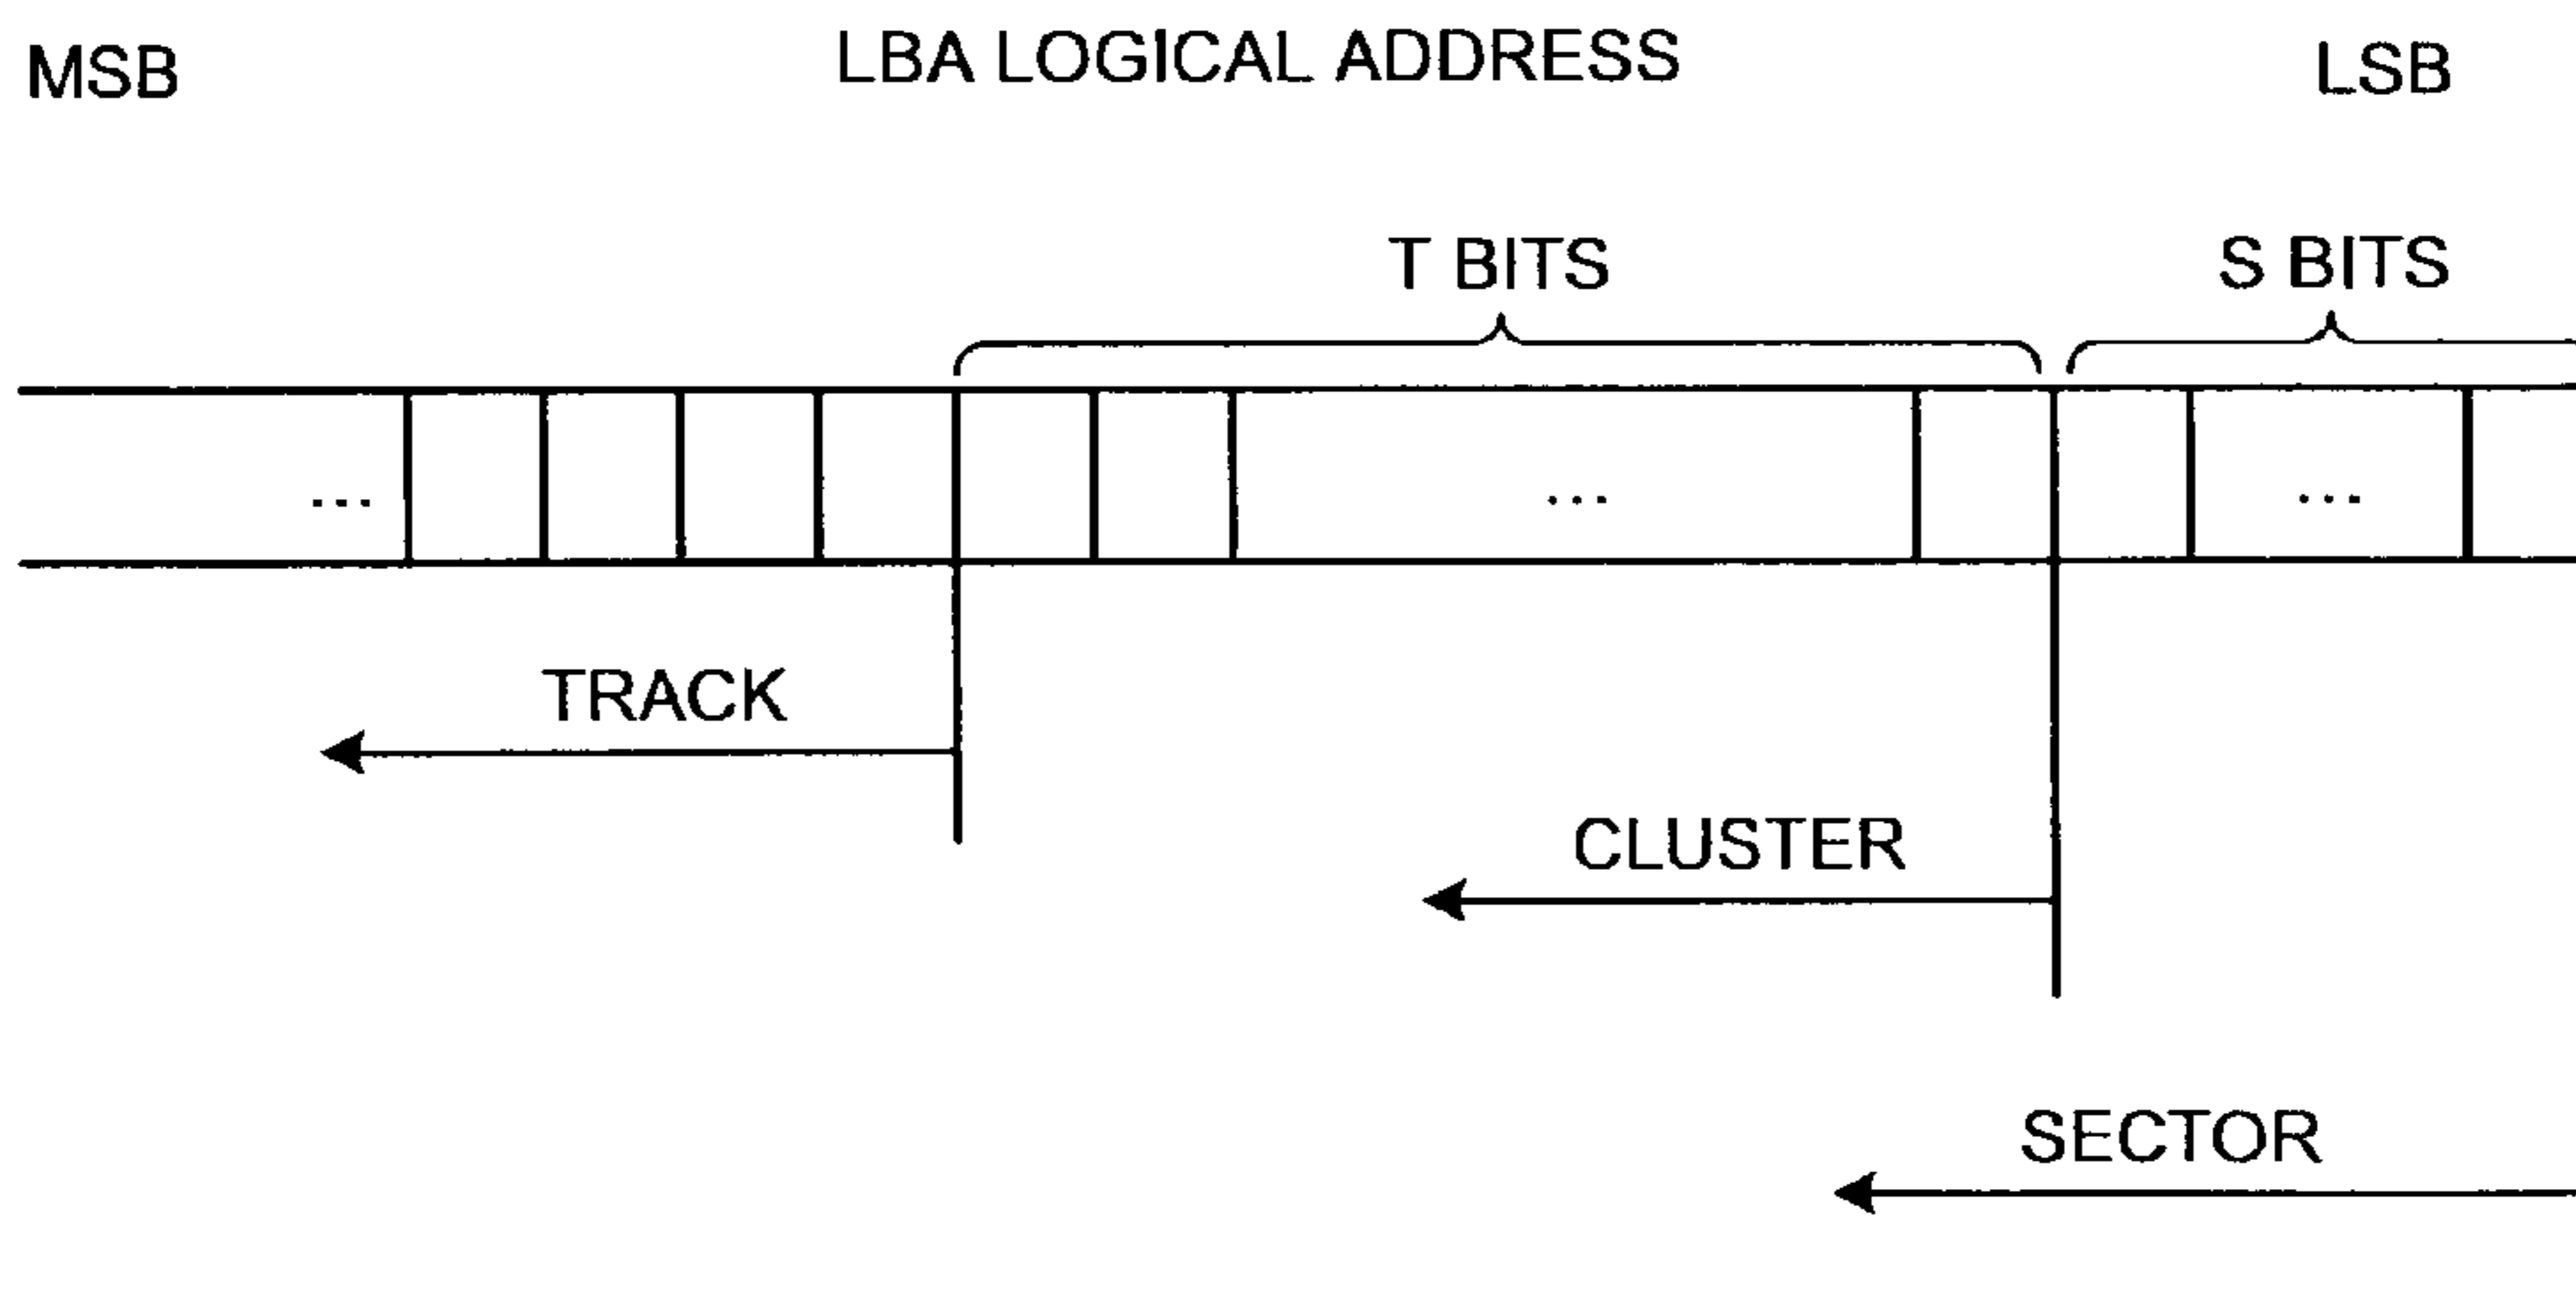 MSB LBA LOGICAL ADDRESS LSB
T BITS S BITS
... ... ...
TRACK
CLUSTER
SECTOR